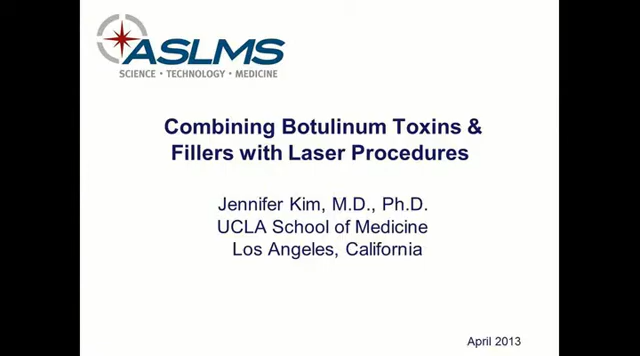 ASLMS
SCIENCE • TECHNOLOGY • MEDICINE
Combining Botulinum Toxins &
Fillers with Laser Procedures
Jennifer Kim, M.D., Ph.D.
UCLA School of Medicine
Los Angeles, California
April 2013